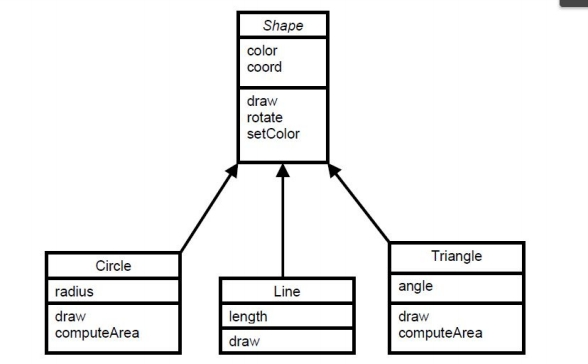 Shape
color
coord
draw
rotate
setColor
Circle
radius
draw
computeArea
Line
length
draw
Triangle
angle
draw
computeArea